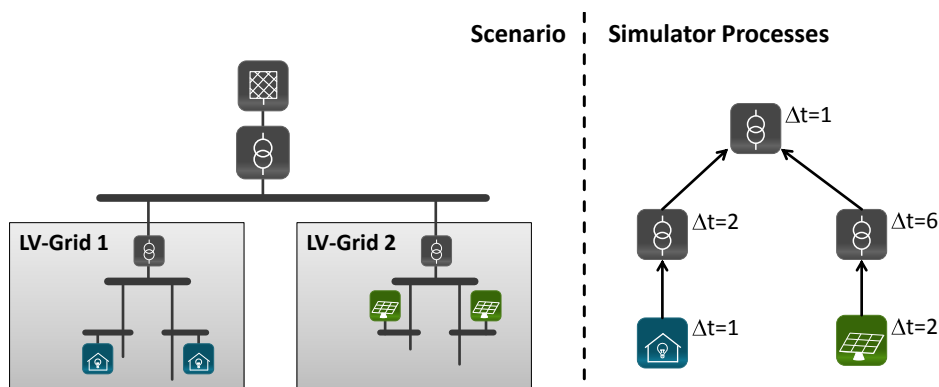 Scenario
Simulator Processes
Δt=1
LV-Grid 1
LV-Grid 2
Δt=2
Δt=6
Δt=1
Δt=2